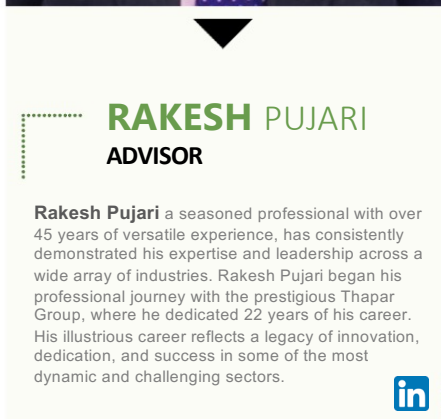 RAKESH PUJARI
ADVISOR
Rakesh Pujari a seasoned professional with over
45 years of versatile experience, has consistently
demonstrated his expertise and leadership across a
wide array of industries. Rakesh Pujari began his
professional journey with the prestigious Thapar
Group, where he dedicated 22 years of his career.
His illustrious career reflects a legacy of innovation,
dedication, and success in some of the most
dynamic and challenging sectors.
in